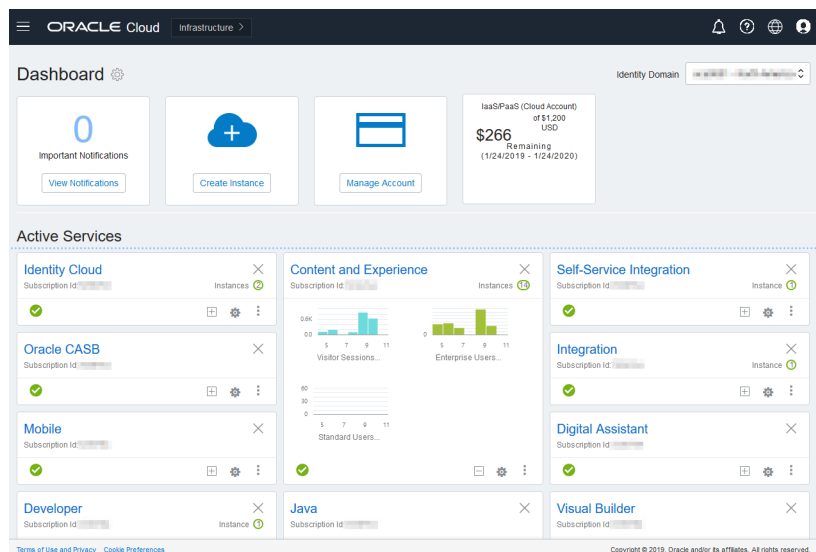 ORACLE Cloud Infrastructure >
Dashboard Identity Domain
0
Important Notifications
View Notifications
Create Instance
Manage Account
IaaS/PaaS (Cloud Account)
of $1,200
$266 USD
Remaining
(1/24/2019 - 1/24/2020)
Active Services
Identity Cloud
Subscription Id:
Instances 2
Content and Experience
Subscription Id:
Instances 14
0.6K
0.0
5 7 9 11
Visitor Sessions...
0
5 7 9 11
Enterprise Users...
60
30
0
5 7 9 11
Standard Users...
Self-Service Integration
Subscription Id:
Instance 1
Oracle CASB
Subscription Id:
Integration
Subscription Id:
Instance 1
Mobile
Subscription Id:
Digital Assistant
Subscription Id:
Developer
Subscription Id:
Instance 1
Java
Subscription Id:
Visual Builder
Subscription Id:
Terms of Use and Privacy Cookie Preferences
Copyright © 2019, Oracle and/or its affiliates. All rights reserved.